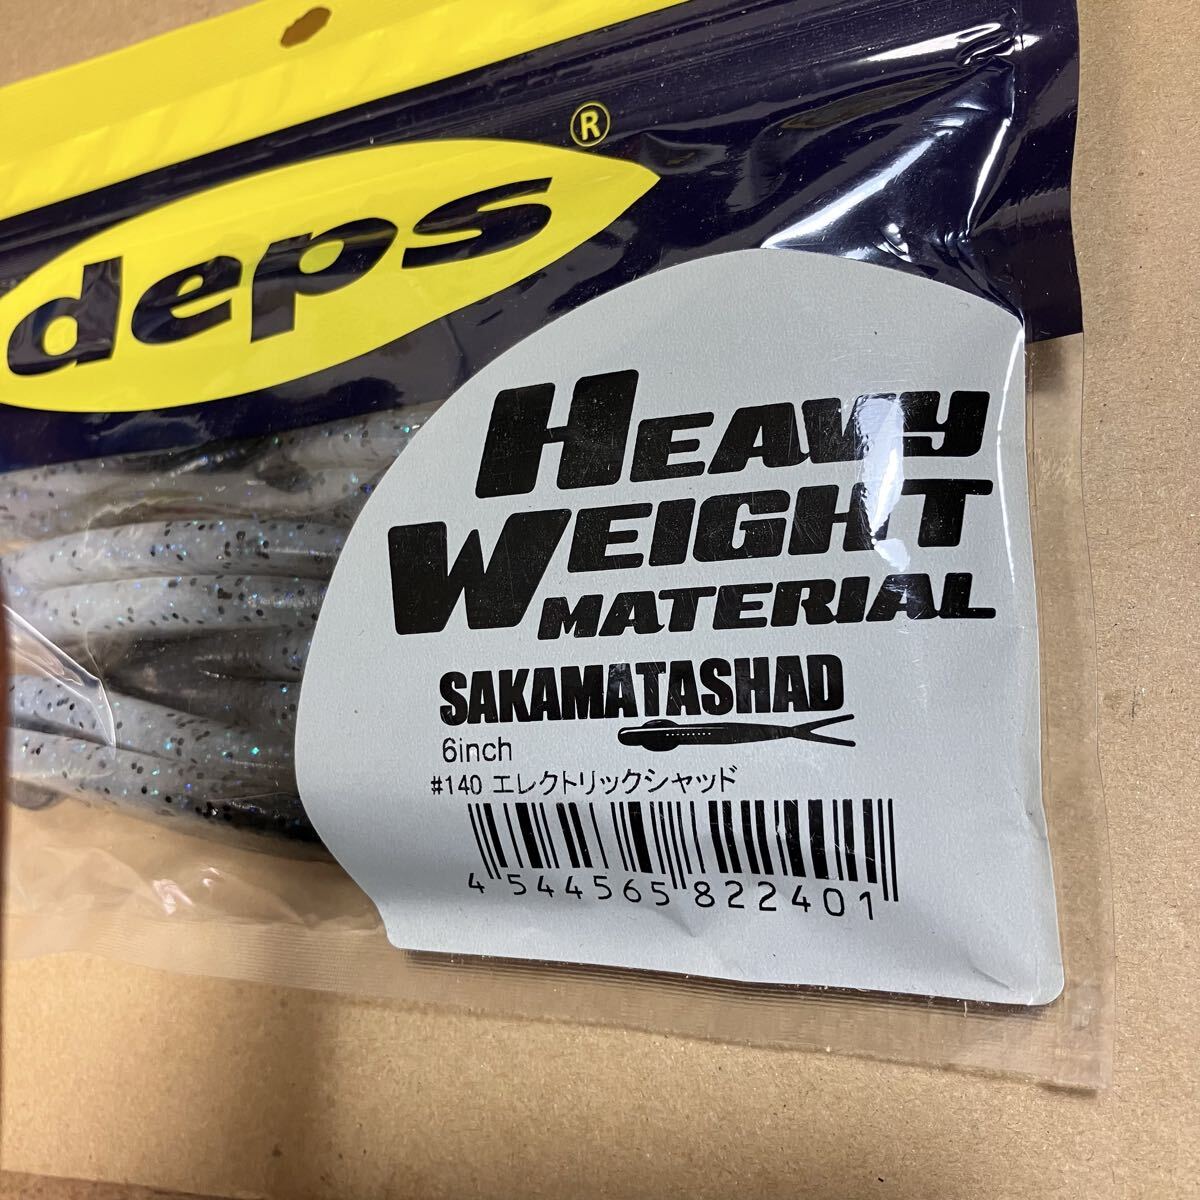 deps®
HEAVY
WEIGHT
MATERIAL
SAKAMATASHAD
6inch
#140 エレクトリックシャッド
4 544565 822401